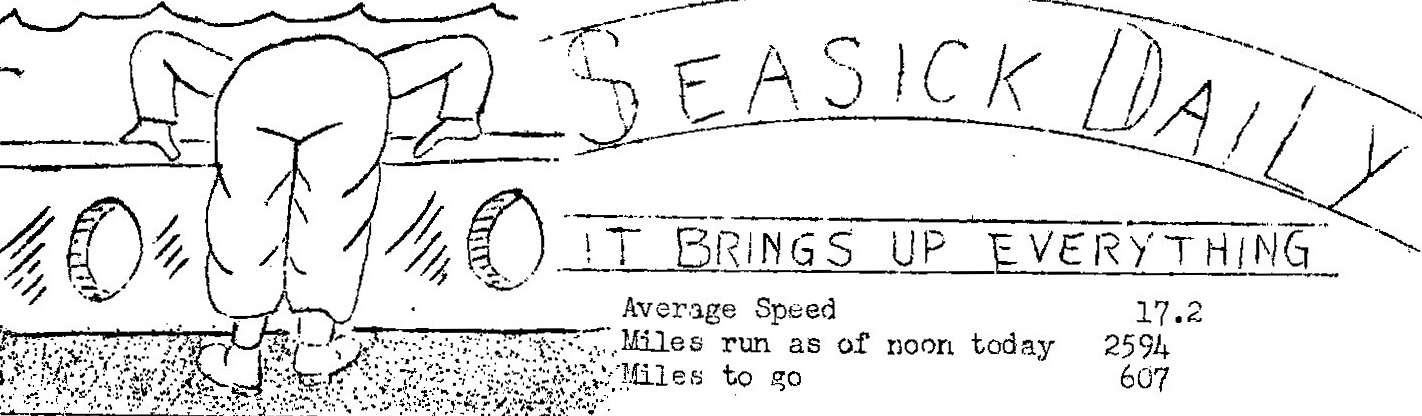 SEASICK DAILY
IT BRINGS UP EVERYTHING
Average Speed 17.2
Miles run as of noon today 2594
Miles to go 607